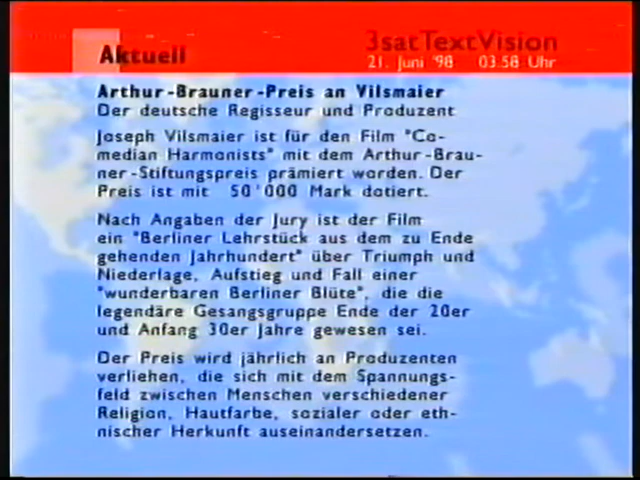 3satTextVision
Aktuell
21. Juni '98 03.58 Uhr
Arthur-Brauner-Preis an Vilsmaier
Der deutsche Regisseur und Produzent
Joseph Vilsmaier ist für den Film "Co-
median Harmonists" mit dem Arthur-Brau-
ner-Stiftungspreis prämiert worden. Der
Preis ist mit 50'000 Mark dotiert.
Nach Angaben der Jury ist der Film
ein "Berliner Lehrstück aus dem zu Ende
gehenden Jahrhundert" über Triumph und
Niederlage, Aufstieg und Fall einer
"wunderbaren Berliner Blüte", die die
legendäre Gesangsgruppe Ende der 20er
und Anfang 30er Jahre gewesen sei.
Der Preis wird jährlich an Produzenten
verliehen, die sich mit dem Spannungs-
feld zwischen Menschen verschiedener
Religion, Hautfarbe, sozialer oder eth-
nischer Herkunft auseinandersetzen.